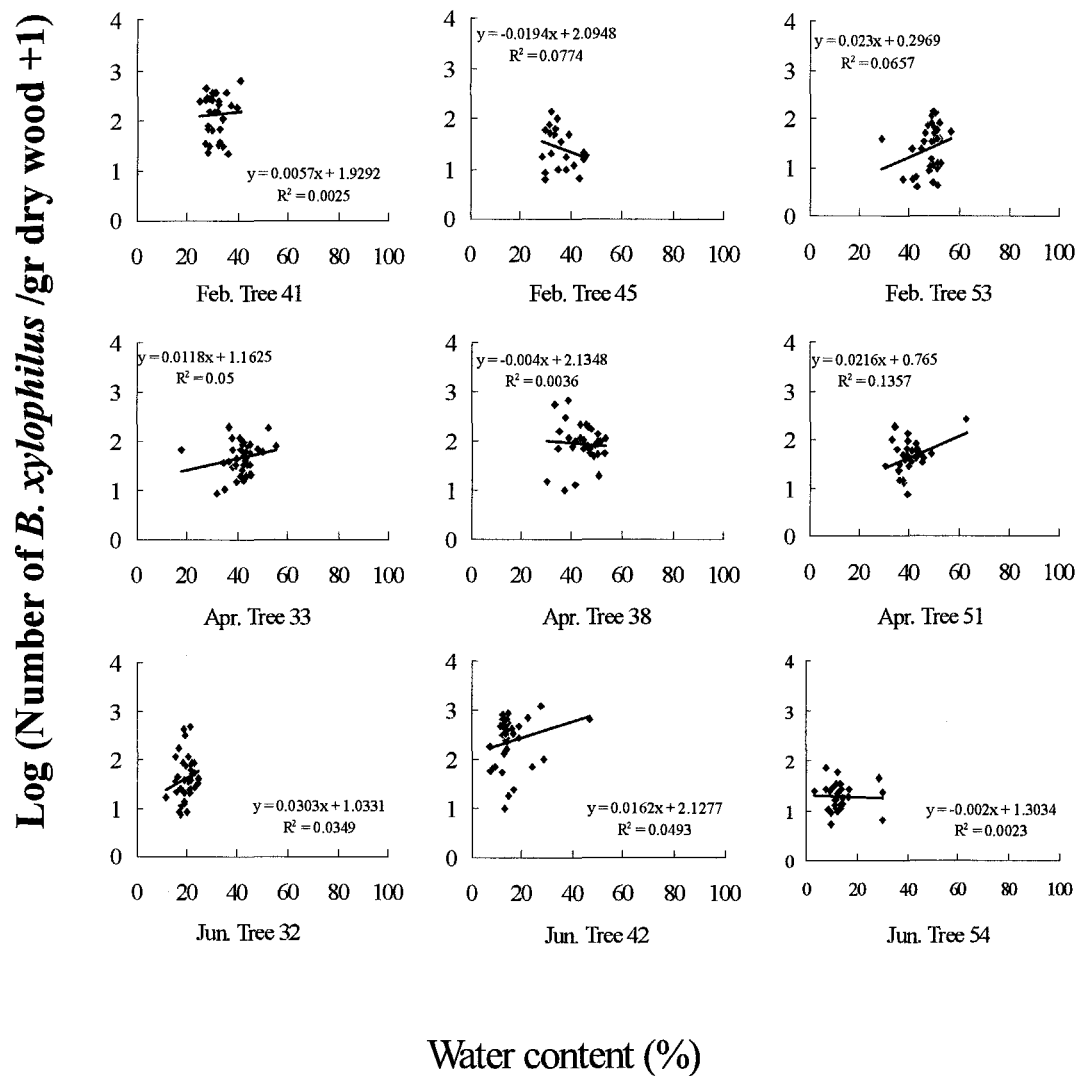 Log (Number of B. xylophilus /gr dry wood +1)
4
3
2
1
0
y = 0.0057x + 1.9292
R² = 0.0025
0 20 40 60 80 100
Feb. Tree 41
4
3
2
1
0
y = -0.0194x + 2.0948
R² = 0.0774
0 20 40 60 80 100
Feb. Tree 45
4
3
2
1
0
y = 0.023x + 0.2969
R² = 0.0657
0 20 40 60 80 100
Feb. Tree 53
4
3
2
1
0
y = 0.0118x + 1.1625
R² = 0.05
0 20 40 60 80 100
Apr. Tree 33
4
3
2
1
0
y = -0.004x + 2.1348
R² = 0.0036
0 20 40 60 80 100
Apr. Tree 38
4
3
2
1
0
y = 0.0216x + 0.765
R² = 0.1357
0 20 40 60 80 100
Apr. Tree 51
4
3
2
1
0
y = 0.0303x + 1.0331
R² = 0.0349
0 20 40 60 80 100
Jun. Tree 32
4
3
2
1
0
y = 0.0162x + 2.1277
R² = 0.0493
0 20 40 60 80 100
Jun. Tree 42
4
3
2
1
0
y = -0.002x + 1.3034
R² = 0.0023
0 20 40 60 80 100
Jun. Tree 54
Water content (%)